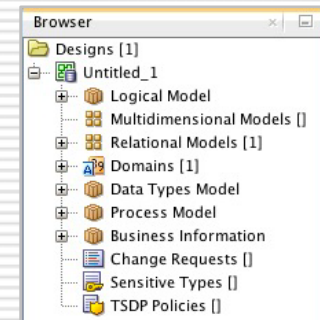 Browser
Designs [1]
Untitled_1
Logical Model
Multidimensional Models []
Relational Models [1]
Domains [1]
Data Types Model
Process Model
Business Information
Change Requests []
Sensitive Types []
TSDP Policies []